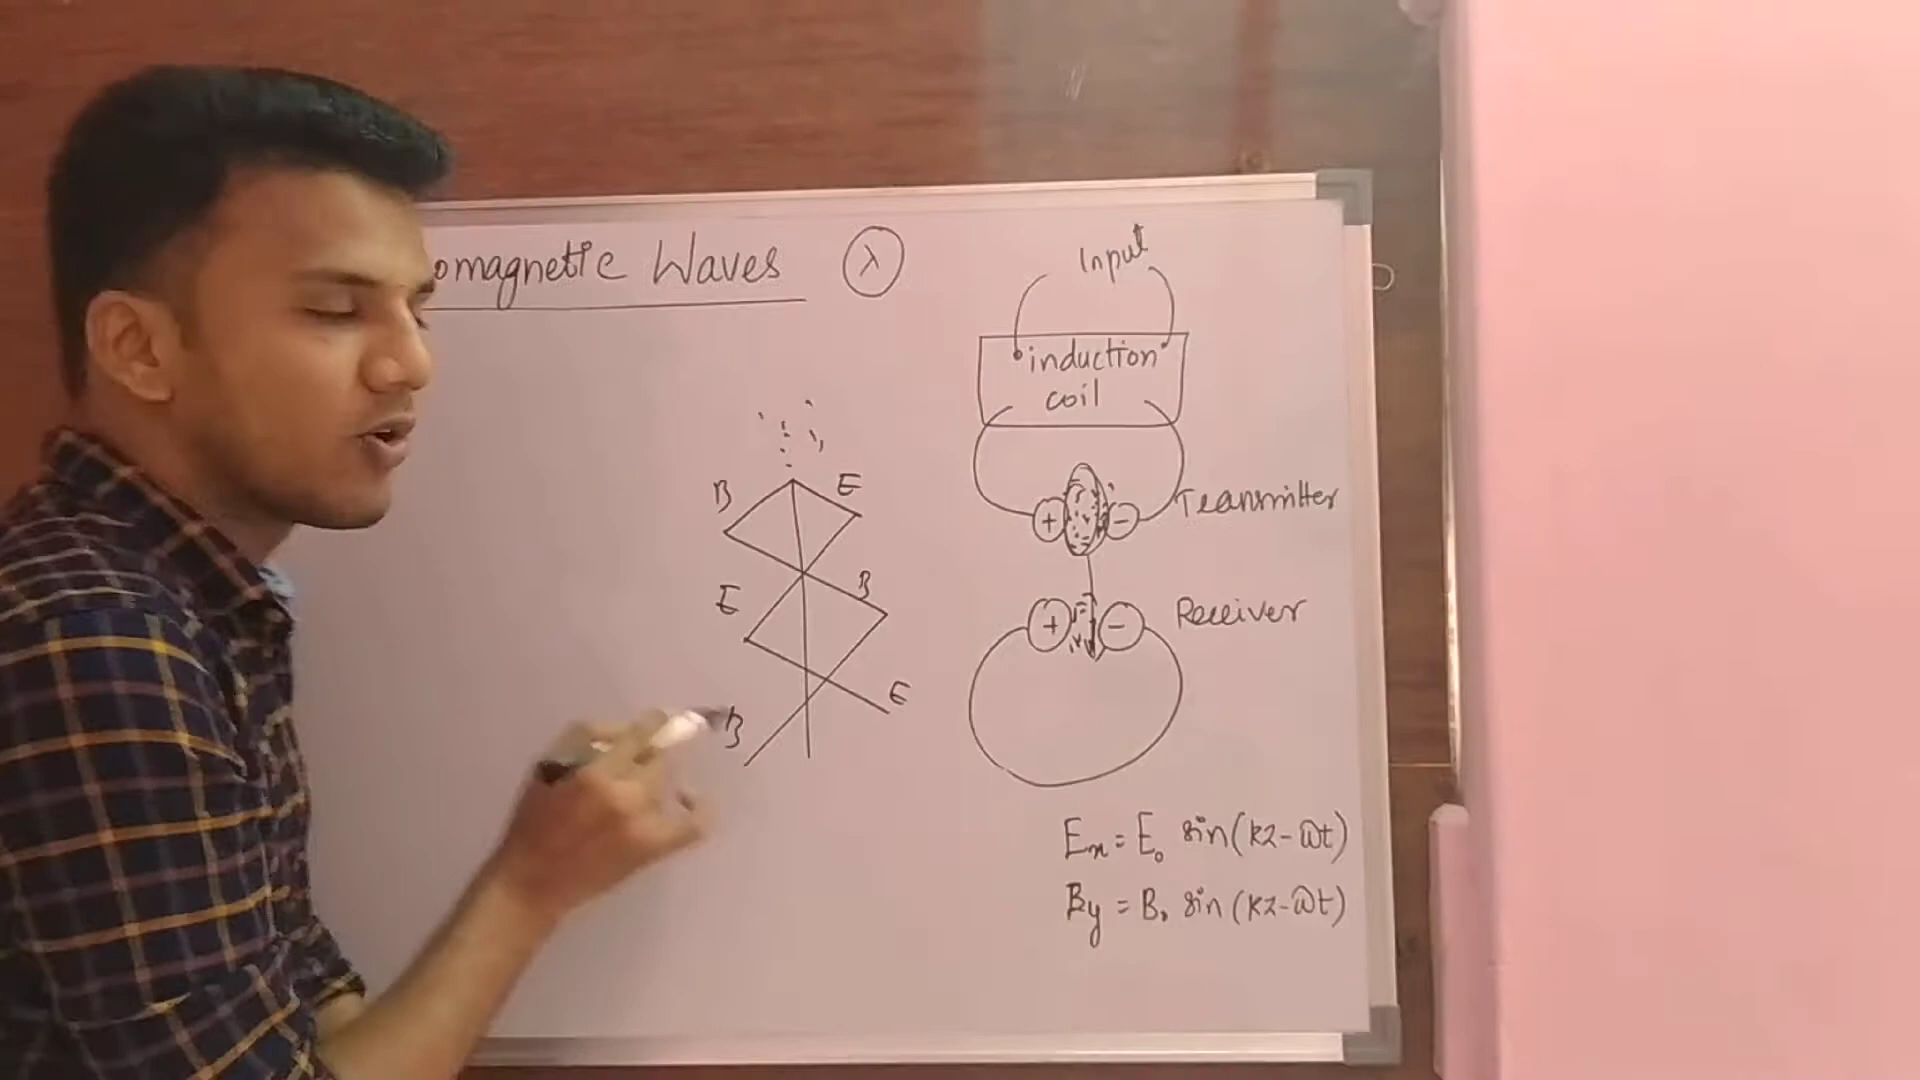 omagnetic Waves λ
Input
induction
coil
B E
+ − Transmitter
E B
+ − Receiver
B E
Ex = E₀ sin(kz-ωt)
By = B₀ sin(kz-ωt)